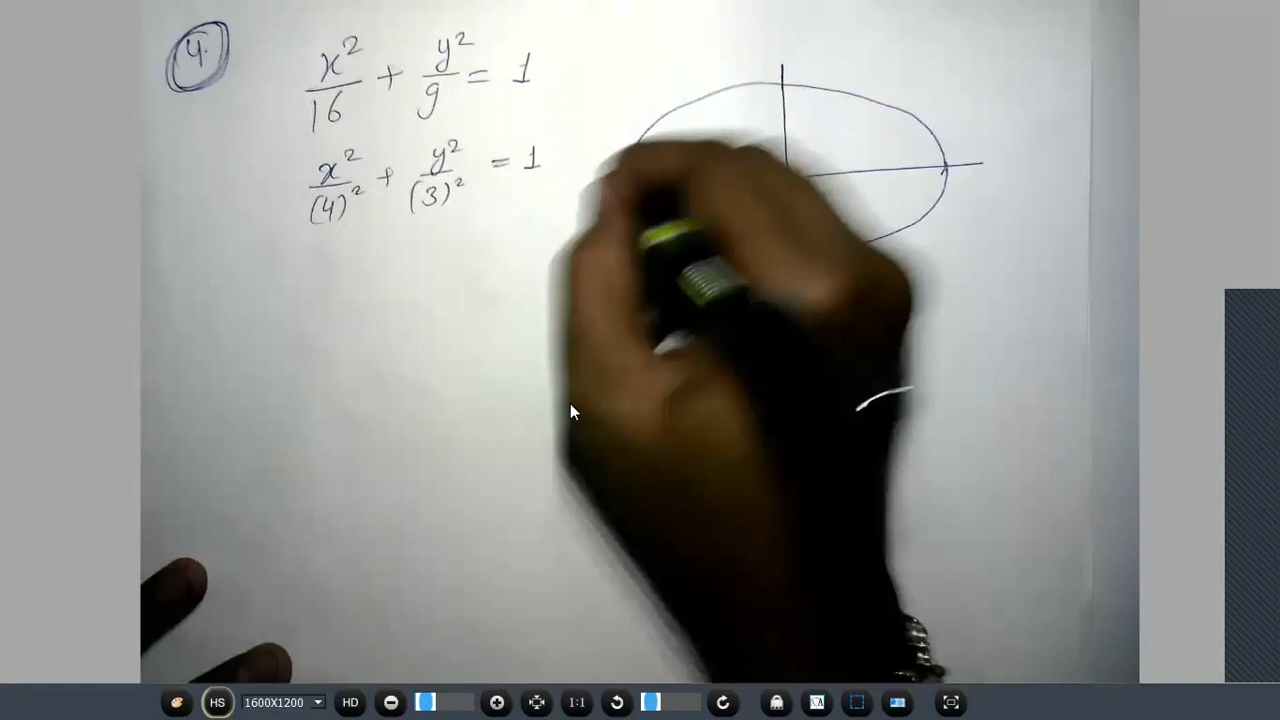 4.
x²/16 + y²/9 = 1
x²/(4)² + y²/(3)² = 1
HS 1600X1200 HD 1:1